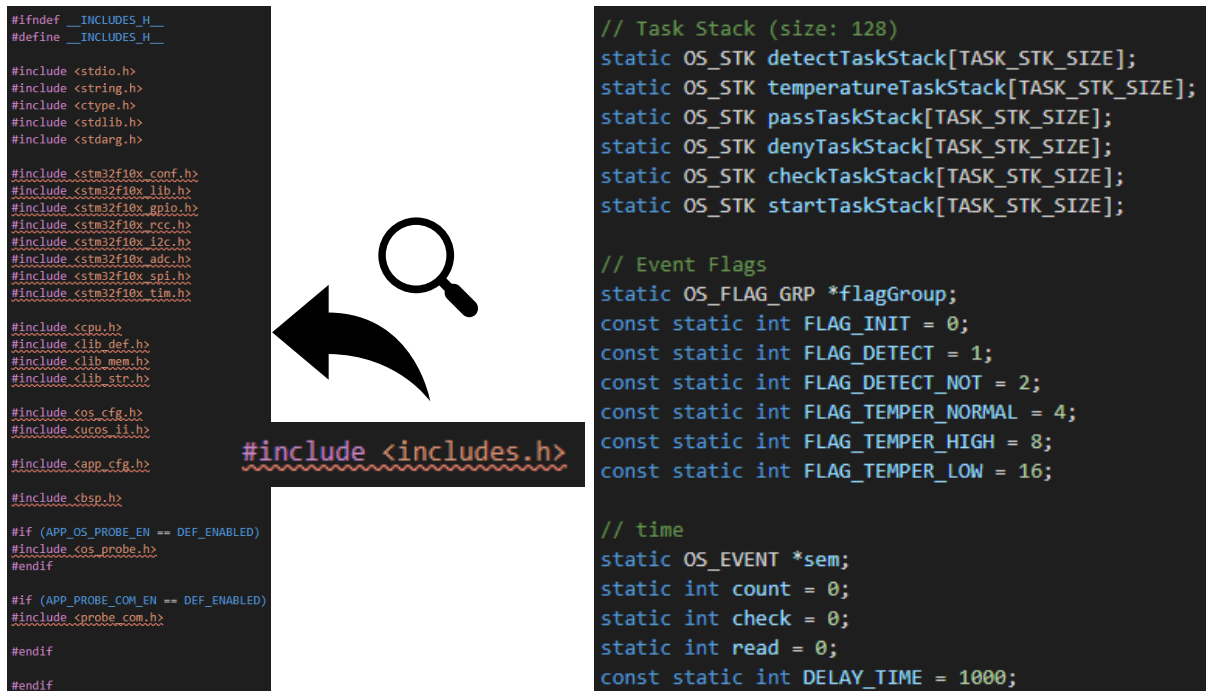 #ifndef __INCLUDES_H__
#define __INCLUDES_H__
#include <stdio.h>
#include <string.h>
#include <ctype.h>
#include <stdlib.h>
#include <stdarg.h>
#include <stm32f10x_conf.h>
#include <stm32f10x_lib.h>
#include <stm32f10x_gpio.h>
#include <stm32f10x_rcc.h>
#include <stm32f10x_i2c.h>
#include <stm32f10x_adc.h>
#include <stm32f10x_spi.h>
#include <stm32f10x_tim.h>
#include <cpu.h>
#include <lib_def.h>
#include <lib_mem.h>
#include <lib_str.h>
#include <os_cfg.h>
#include <ucos_ii.h>
#include <app_cfg.h>
#include <bsp.h>
#if (APP_OS_PROBE_EN == DEF_ENABLED)
#include <os_probe.h>
#endif
#if (APP_PROBE_COM_EN == DEF_ENABLED)
#include <probe_com.h>
#endif
#endif
#include <includes.h>
// Task Stack (size: 128)
static OS_STK detectTaskStack[TASK_STK_SIZE];
static OS_STK temperatureTaskStack[TASK_STK_SIZE];
static OS_STK passTaskStack[TASK_STK_SIZE];
static OS_STK denyTaskStack[TASK_STK_SIZE];
static OS_STK checkTaskStack[TASK_STK_SIZE];
static OS_STK startTaskStack[TASK_STK_SIZE];
// Event Flags
static OS_FLAG_GRP *flagGroup;
const static int FLAG_INIT = 0;
const static int FLAG_DETECT = 1;
const static int FLAG_DETECT_NOT = 2;
const static int FLAG_TEMPER_NORMAL = 4;
const static int FLAG_TEMPER_HIGH = 8;
const static int FLAG_TEMPER_LOW = 16;
// time
static OS_EVENT *sem;
static int count = 0;
static int check = 0;
static int read = 0;
const static int DELAY_TIME = 1000;